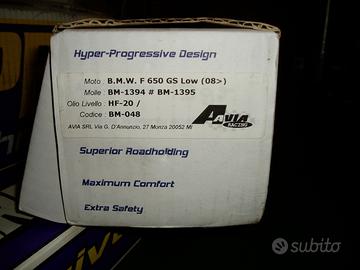 Hyper-Progressive Design
Moto : B.M.W. F 650 GS Low (08>)
Molle : BM-1394 # BM-1395
Olio Livello : HF-20 /
Codice : BM-048
AVIA RACING
AVIA SRL Via G. D'Annunzio, 27 Monza 20052 MI
Superior Roadholding
Maximum Comfort
Extra Safety
subito